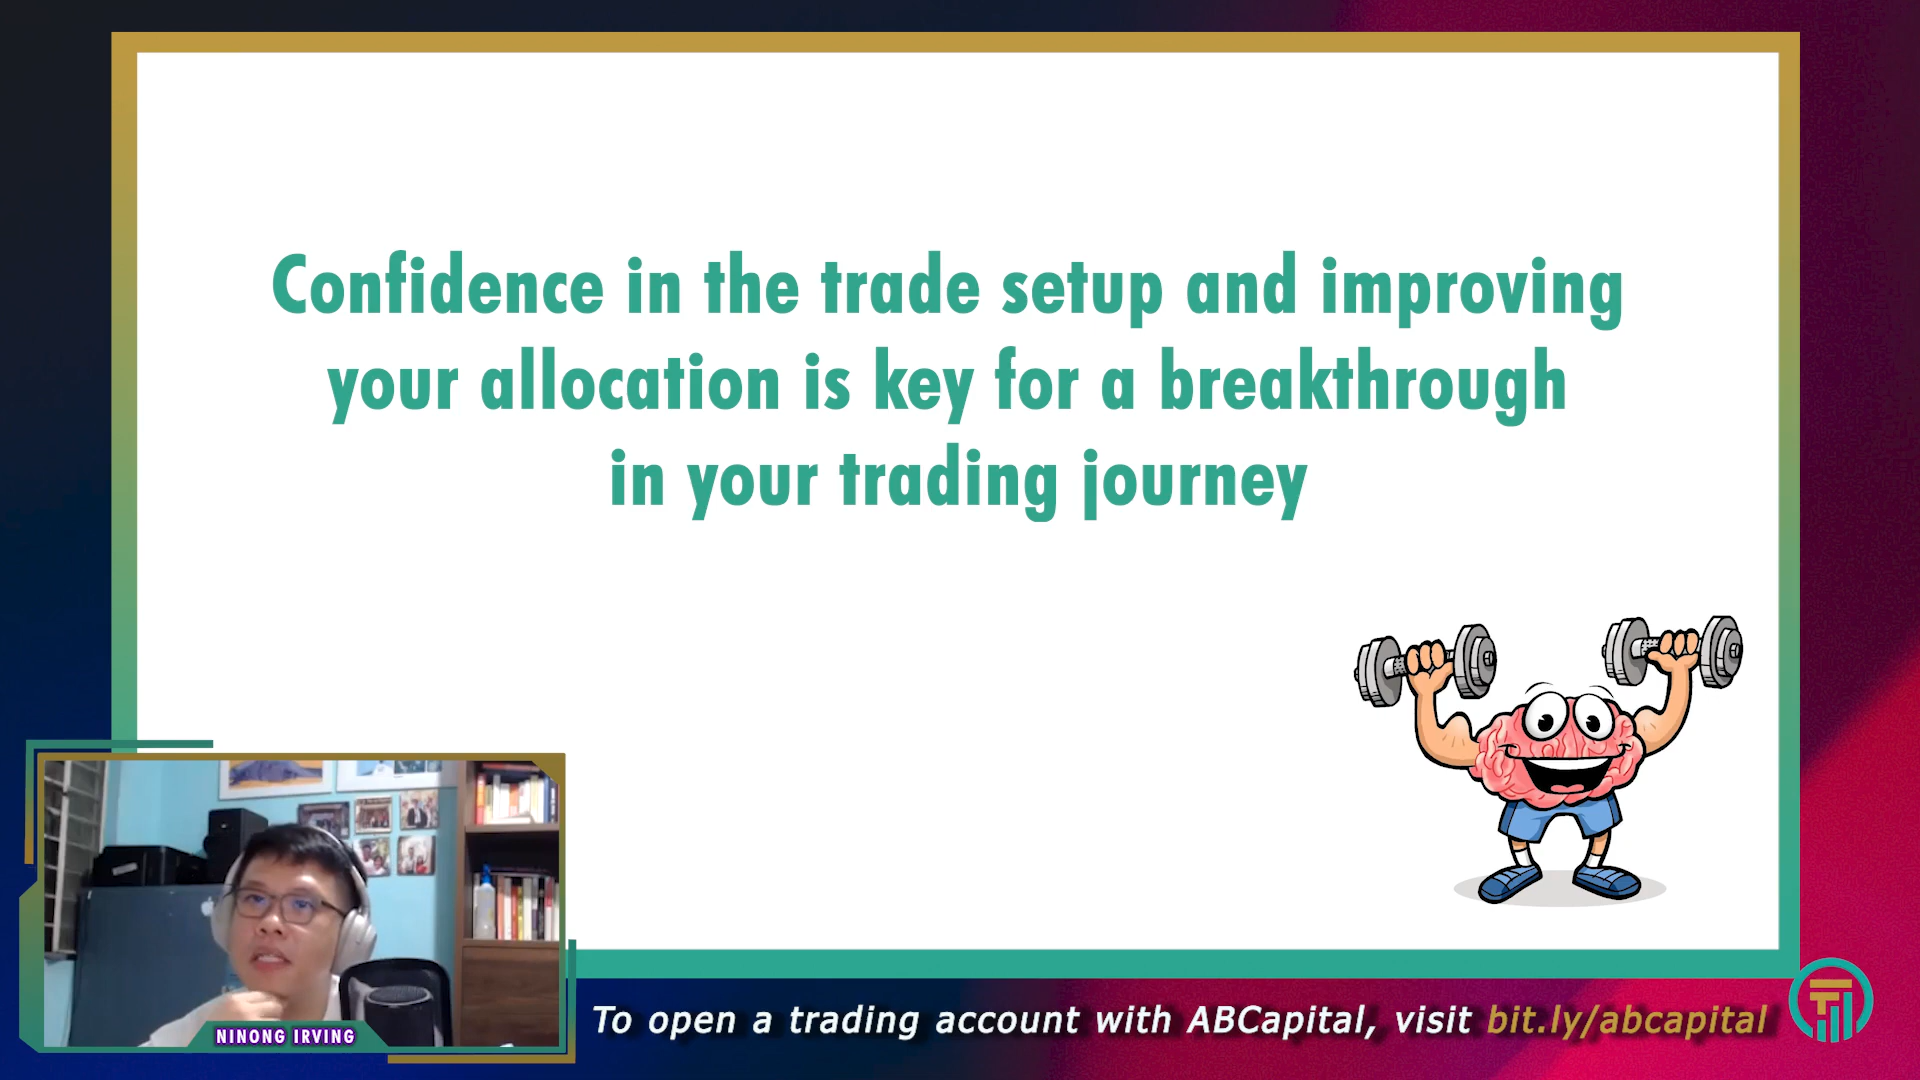 Confidence in the trade setup and improving
your allocation is key for a breakthrough
in your trading journey
NINONG IRVING
To open a trading account with ABCapital, visit bit.ly/abcapital